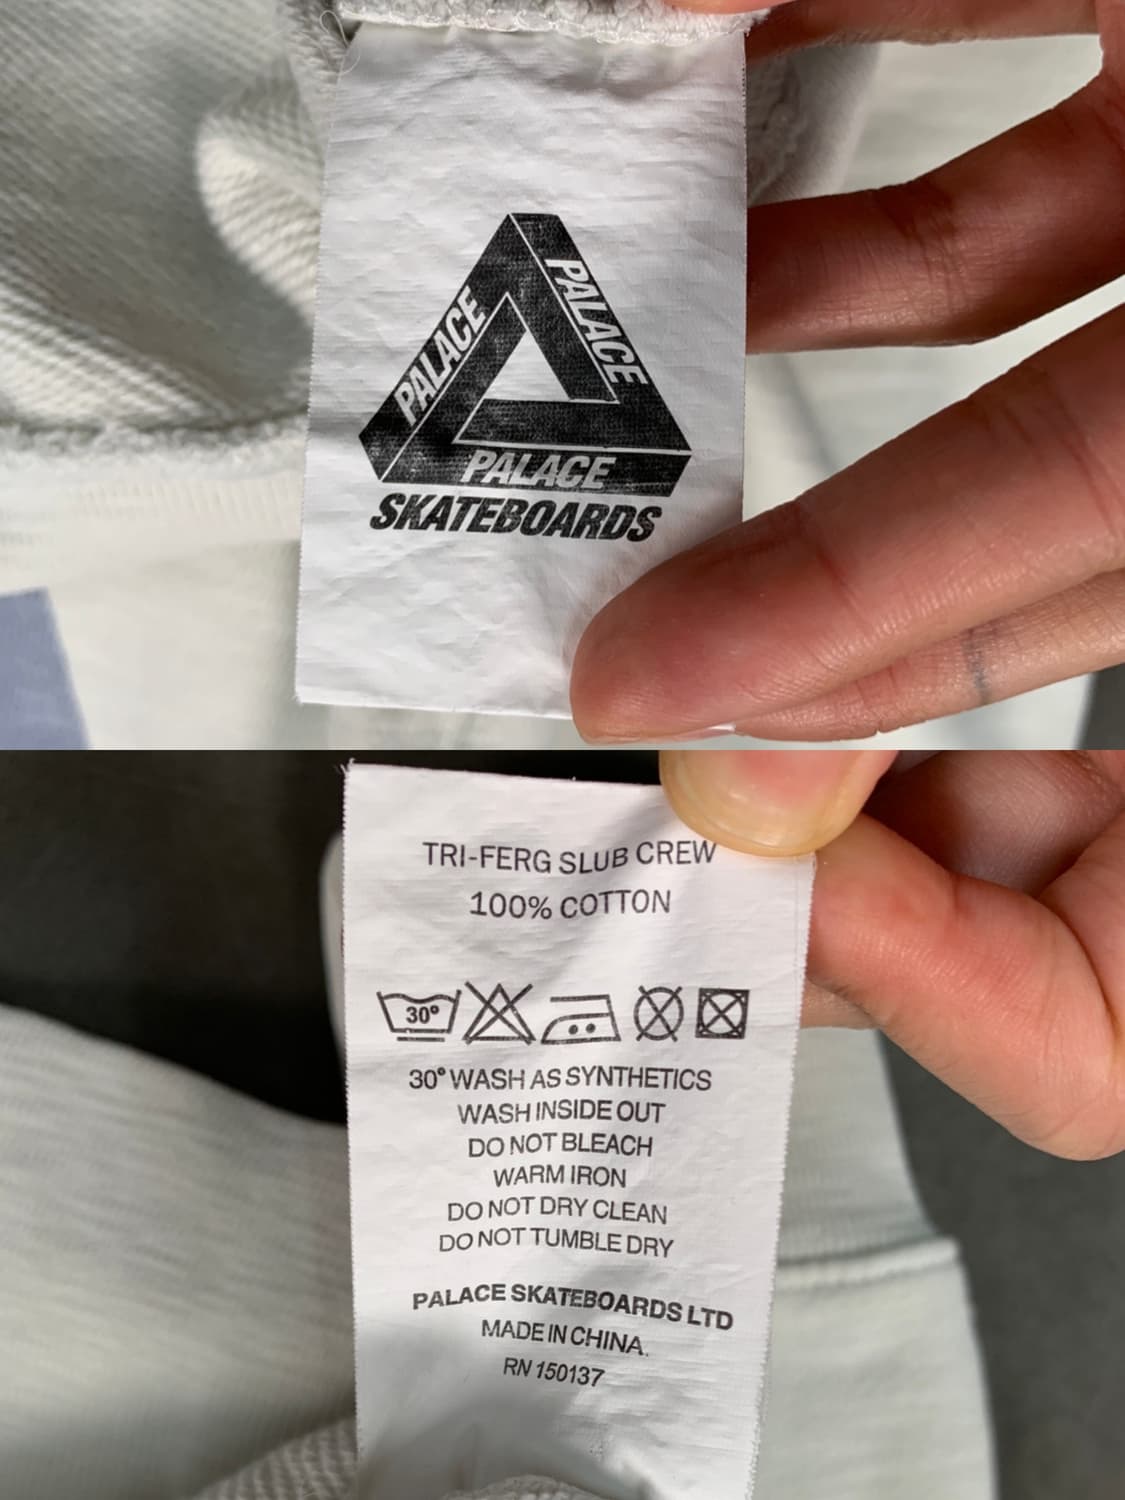 PALACE
PALACE
PALACE
SKATEBOARDS
TRI-FERG SLUB CREW
100% COTTON
30°
30° WASH AS SYNTHETICS
WASH INSIDE OUT
DO NOT BLEACH
WARM IRON
DO NOT DRY CLEAN
DO NOT TUMBLE DRY
PALACE SKATEBOARDS LTD
MADE IN CHINA.
RN 150137